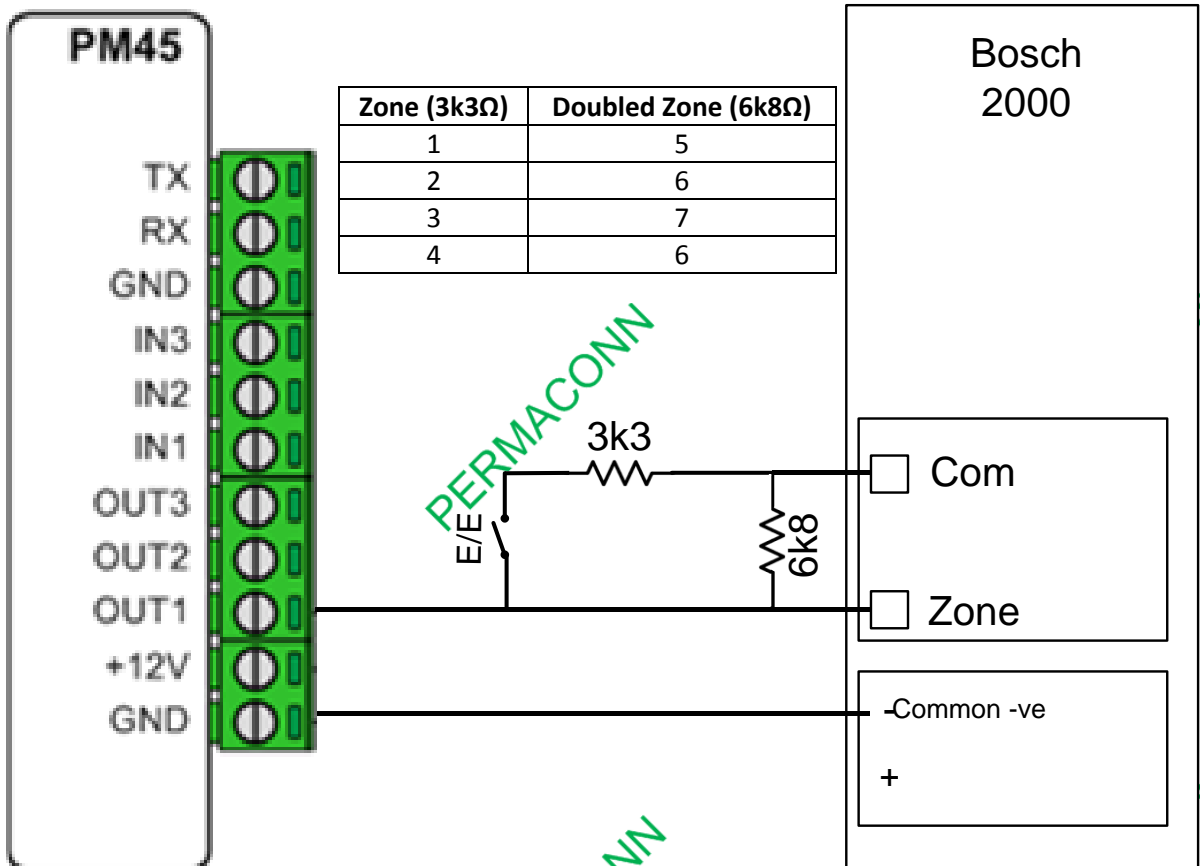 PM45
TX
RX
GND
IN3
IN2
IN1
OUT3
OUT2
OUT1
+12V
GND
Zone (3k3Ω) Doubled Zone (6k8Ω)
1 5
2 6
3 7
4 6
PERMACONN
3k3
E/E
6k8
Bosch
2000
Com
Zone
-Common -ve
+
NN